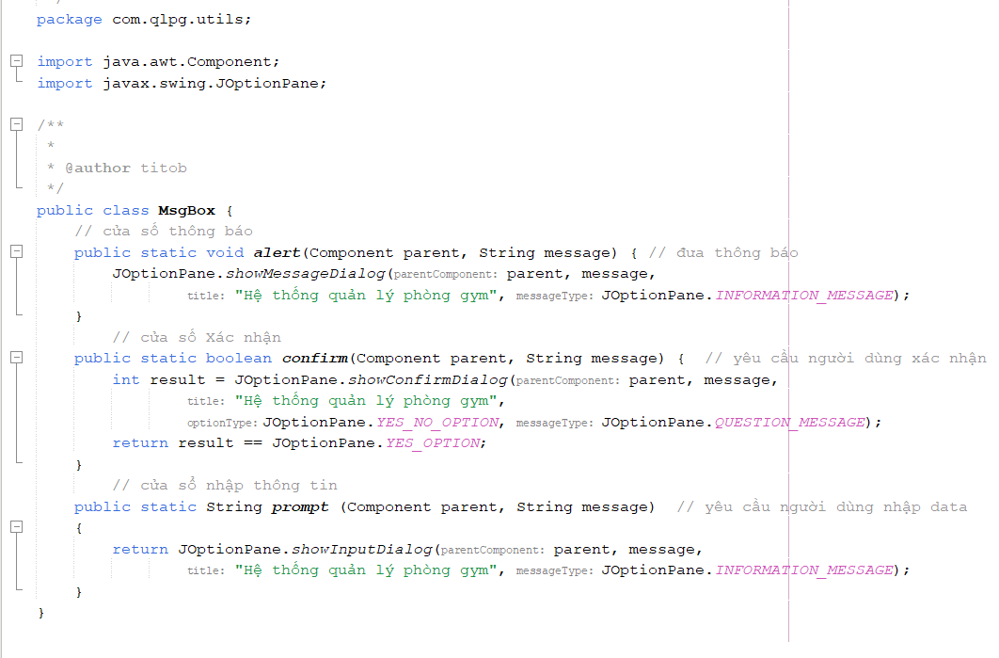 */
package com.qlpg.utils;
import java.awt.Component;
import javax.swing.JOptionPane;
/**
*
* @author titob
*/
public class MsgBox {
// cửa số thông báo
public static void alert(Component parent, String message) { // đưa thông báo
JOptionPane.showMessageDialog(parentComponent: parent, message,
title: "Hệ thống quản lý phòng gym", messageType: JOptionPane.INFORMATION_MESSAGE);
}
// cửa số Xác nhận
public static boolean confirm(Component parent, String message) { // yêu cầu người dùng xác nhận
int result = JOptionPane.showConfirmDialog(parentComponent: parent, message,
title: "Hệ thống quản lý phòng gym",
optionType: JOptionPane.YES_NO_OPTION, messageType: JOptionPane.QUESTION_MESSAGE);
return result == JOptionPane.YES_OPTION;
}
// cửa sổ nhập thông tin
public static String prompt (Component parent, String message) // yêu cầu người dùng nhập data
{
return JOptionPane.showInputDialog(parentComponent: parent, message,
title: "Hệ thống quản lý phòng gym", messageType: JOptionPane.INFORMATION_MESSAGE);
}
}